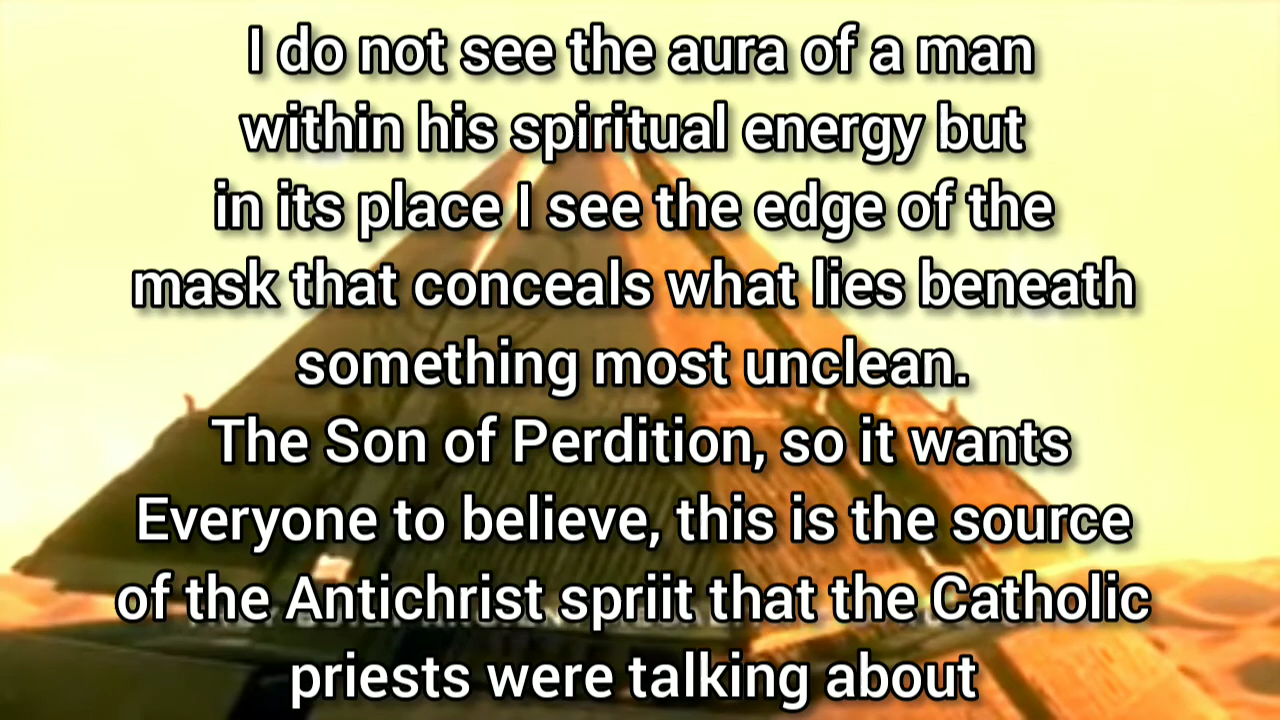 I do not see the aura of a man
within his spiritual energy but
in its place I see the edge of the
mask that conceals what lies beneath
something most unclean.
The Son of Perdition, so it wants
Everyone to believe, this is the source
of the Antichrist spriit that the Catholic
priests were talking about